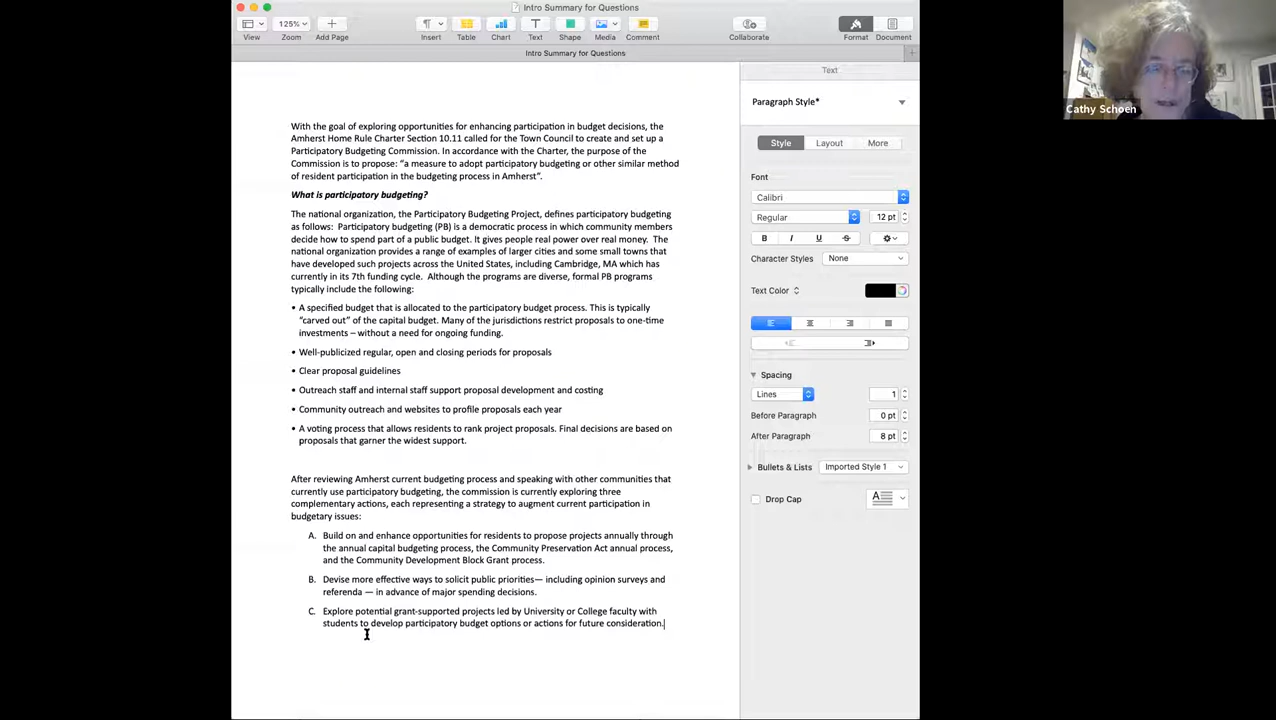 Intro Summary for Questions
125%
View
Zoom
Add Page
Insert
Table
Chart
Text
Shape
Media
Comment
Collaborate
Format
Document
Intro Summary for Questions
With the goal of exploring opportunities for enhancing participation in budget decisions, the
Amherst Home Rule Charter Section 10.11 called for the Town Council to create and set up a
Participatory Budgeting Commission. In accordance with the Charter, the purpose of the
Commission is to propose: "a measure to adopt participatory budgeting or other similar method
of resident participation in the budgeting process in Amherst".
What is participatory budgeting?
The national organization, the Participatory Budgeting Project, defines participatory budgeting
as follows: Participatory budgeting (PB) is a democratic process in which community members
decide how to spend part of a public budget. It gives people real power over real money. The
national organization provides a range of examples of larger cities and some small towns that
have developed such projects across the United States, including Cambridge, MA which has
currently in its 7th funding cycle. Although the programs are diverse, formal PB programs
typically include the following:
• A specified budget that is allocated to the participatory budget process. This is typically
"carved out" of the capital budget. Many of the jurisdictions restrict proposals to one-time
investments – without a need for ongoing funding.
• Well-publicized regular, open and closing periods for proposals
• Clear proposal guidelines
• Outreach staff and internal staff support proposal development and costing
• Community outreach and websites to profile proposals each year
• A voting process that allows residents to rank project proposals. Final decisions are based on
proposals that garner the widest support.
After reviewing Amherst current budgeting process and speaking with other communities that
currently use participatory budgeting, the commission is currently exploring three
complementary actions, each representing a strategy to augment current participation in
budgetary issues:
A. Build on and enhance opportunities for residents to propose projects annually through
the annual capital budgeting process, the Community Preservation Act annual process,
and the Community Development Block Grant process.
B. Devise more effective ways to solicit public priorities— including opinion surveys and
referenda — in advance of major spending decisions.
C. Explore potential grant-supported projects led by University or College faculty with
students to develop participatory budget options or actions for future consideration.
Text
Paragraph Style*
Style
Layout
More
Font
Calibri
Regular
12 pt
B I U S
Character Styles
None
Text Color
Spacing
Lines
1
Before Paragraph
0 pt
After Paragraph
8 pt
Bullets & Lists
Imported Style 1
Drop Cap
A
Cathy Schoen